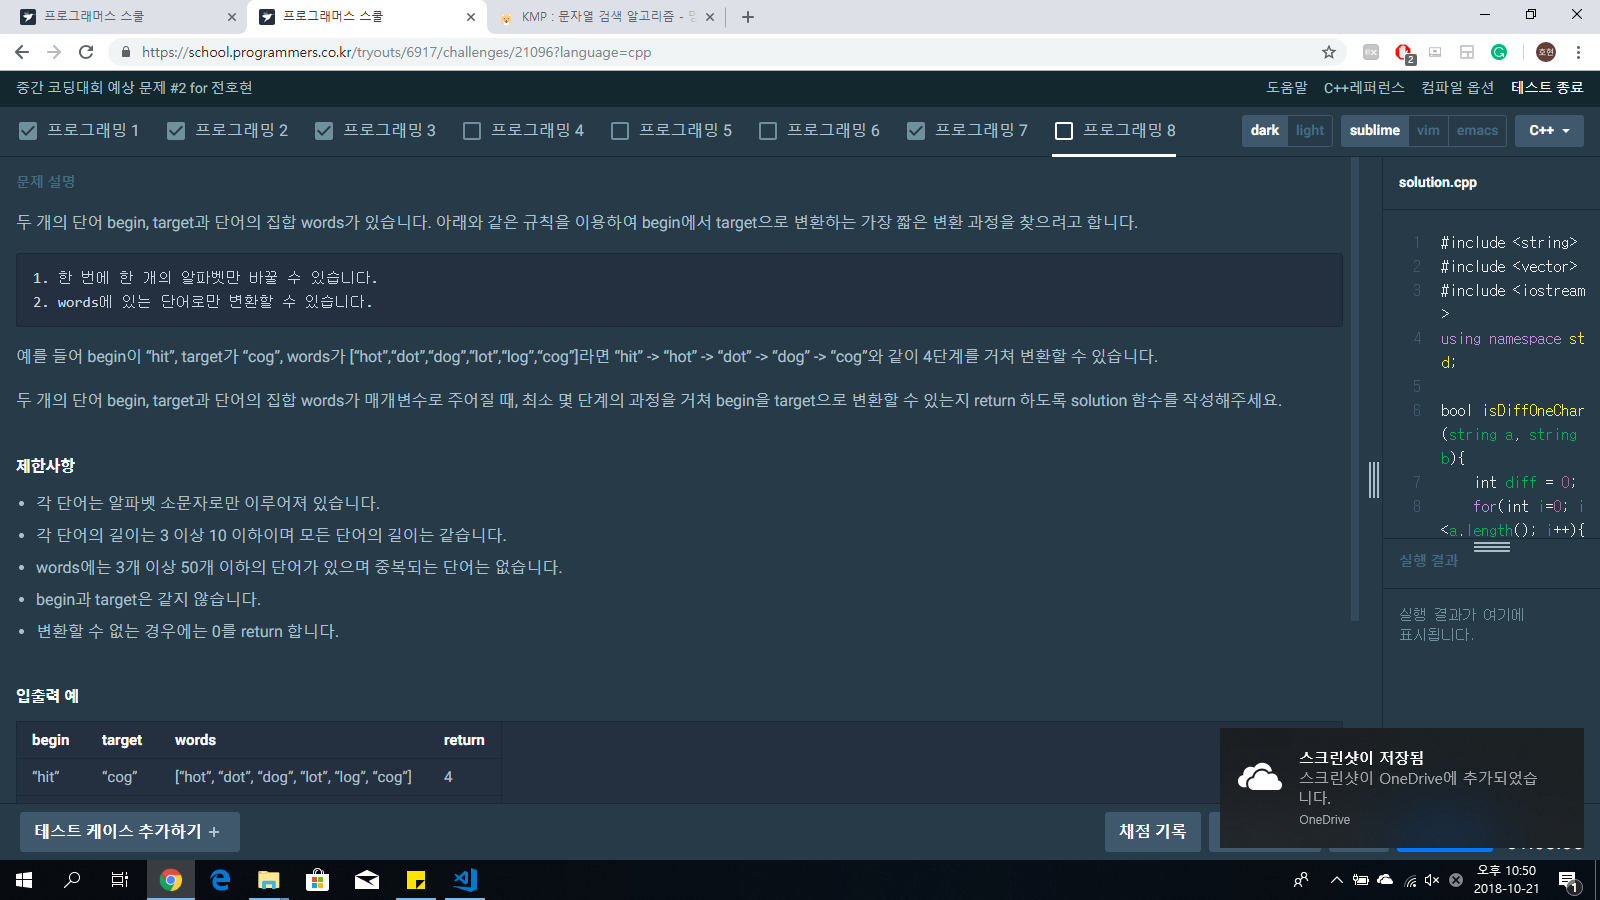 프로그래머스 스쿨
프로그래머스 스쿨
KMP : 문자열 검색 알고리즘 -
https://school.programmers.co.kr/tryouts/6917/challenges/21096?language=cpp
2
호현
중간 코딩대회 예상 문제 #2 for 전호현
도움말 C++레퍼런스 컴파일 옵션 테스트 종료
프로그래밍 1 프로그래밍 2 프로그래밍 3 프로그래밍 4 프로그래밍 5 프로그래밍 6 프로그래밍 7 프로그래밍 8
dark light sublime vim emacs C++
문제 설명
두 개의 단어 begin, target과 단어의 집합 words가 있습니다. 아래와 같은 규칙을 이용하여 begin에서 target으로 변환하는 가장 짧은 변환 과정을 찾으려고 합니다.
1. 한 번에 한 개의 알파벳만 바꿀 수 있습니다.
2. words에 있는 단어로만 변환할 수 있습니다.
예를 들어 begin이 “hit”, target가 “cog”, words가 [“hot”,“dot”,“dog”,“lot”,“log”,“cog”]라면 “hit” -> “hot” -> “dot” -> “dog” -> “cog”와 같이 4단계를 거쳐 변환할 수 있습니다.
두 개의 단어 begin, target과 단어의 집합 words가 매개변수로 주어질 때, 최소 몇 단계의 과정을 거쳐 begin을 target으로 변환할 수 있는지 return 하도록 solution 함수를 작성해주세요.
제한사항
• 각 단어는 알파벳 소문자로만 이루어져 있습니다.
• 각 단어의 길이는 3 이상 10 이하이며 모든 단어의 길이는 같습니다.
• words에는 3개 이상 50개 이하의 단어가 있으며 중복되는 단어는 없습니다.
• begin과 target은 같지 않습니다.
• 변환할 수 없는 경우에는 0를 return 합니다.
입출력 예
begin target words return
“hit” “cog” [“hot”, “dot”, “dog”, “lot”, “log”, “cog”] 4
solution.cpp
1 #include <string>
2 #include <vector>
3 #include <iostream
>
4 using namespace st
d;
5
6 bool isDiffOneChar
(string a, string
b){
7 int diff = 0;
8 for(int i=0; i
<a.length(); i++){
실행 결과
실행 결과가 여기에
표시됩니다.
스크린샷이 저장됨
스크린샷이 OneDrive에 추가되었습
니다.
OneDrive
테스트 케이스 추가하기 +
채점 기록
오후 10:50
2018-10-21
1